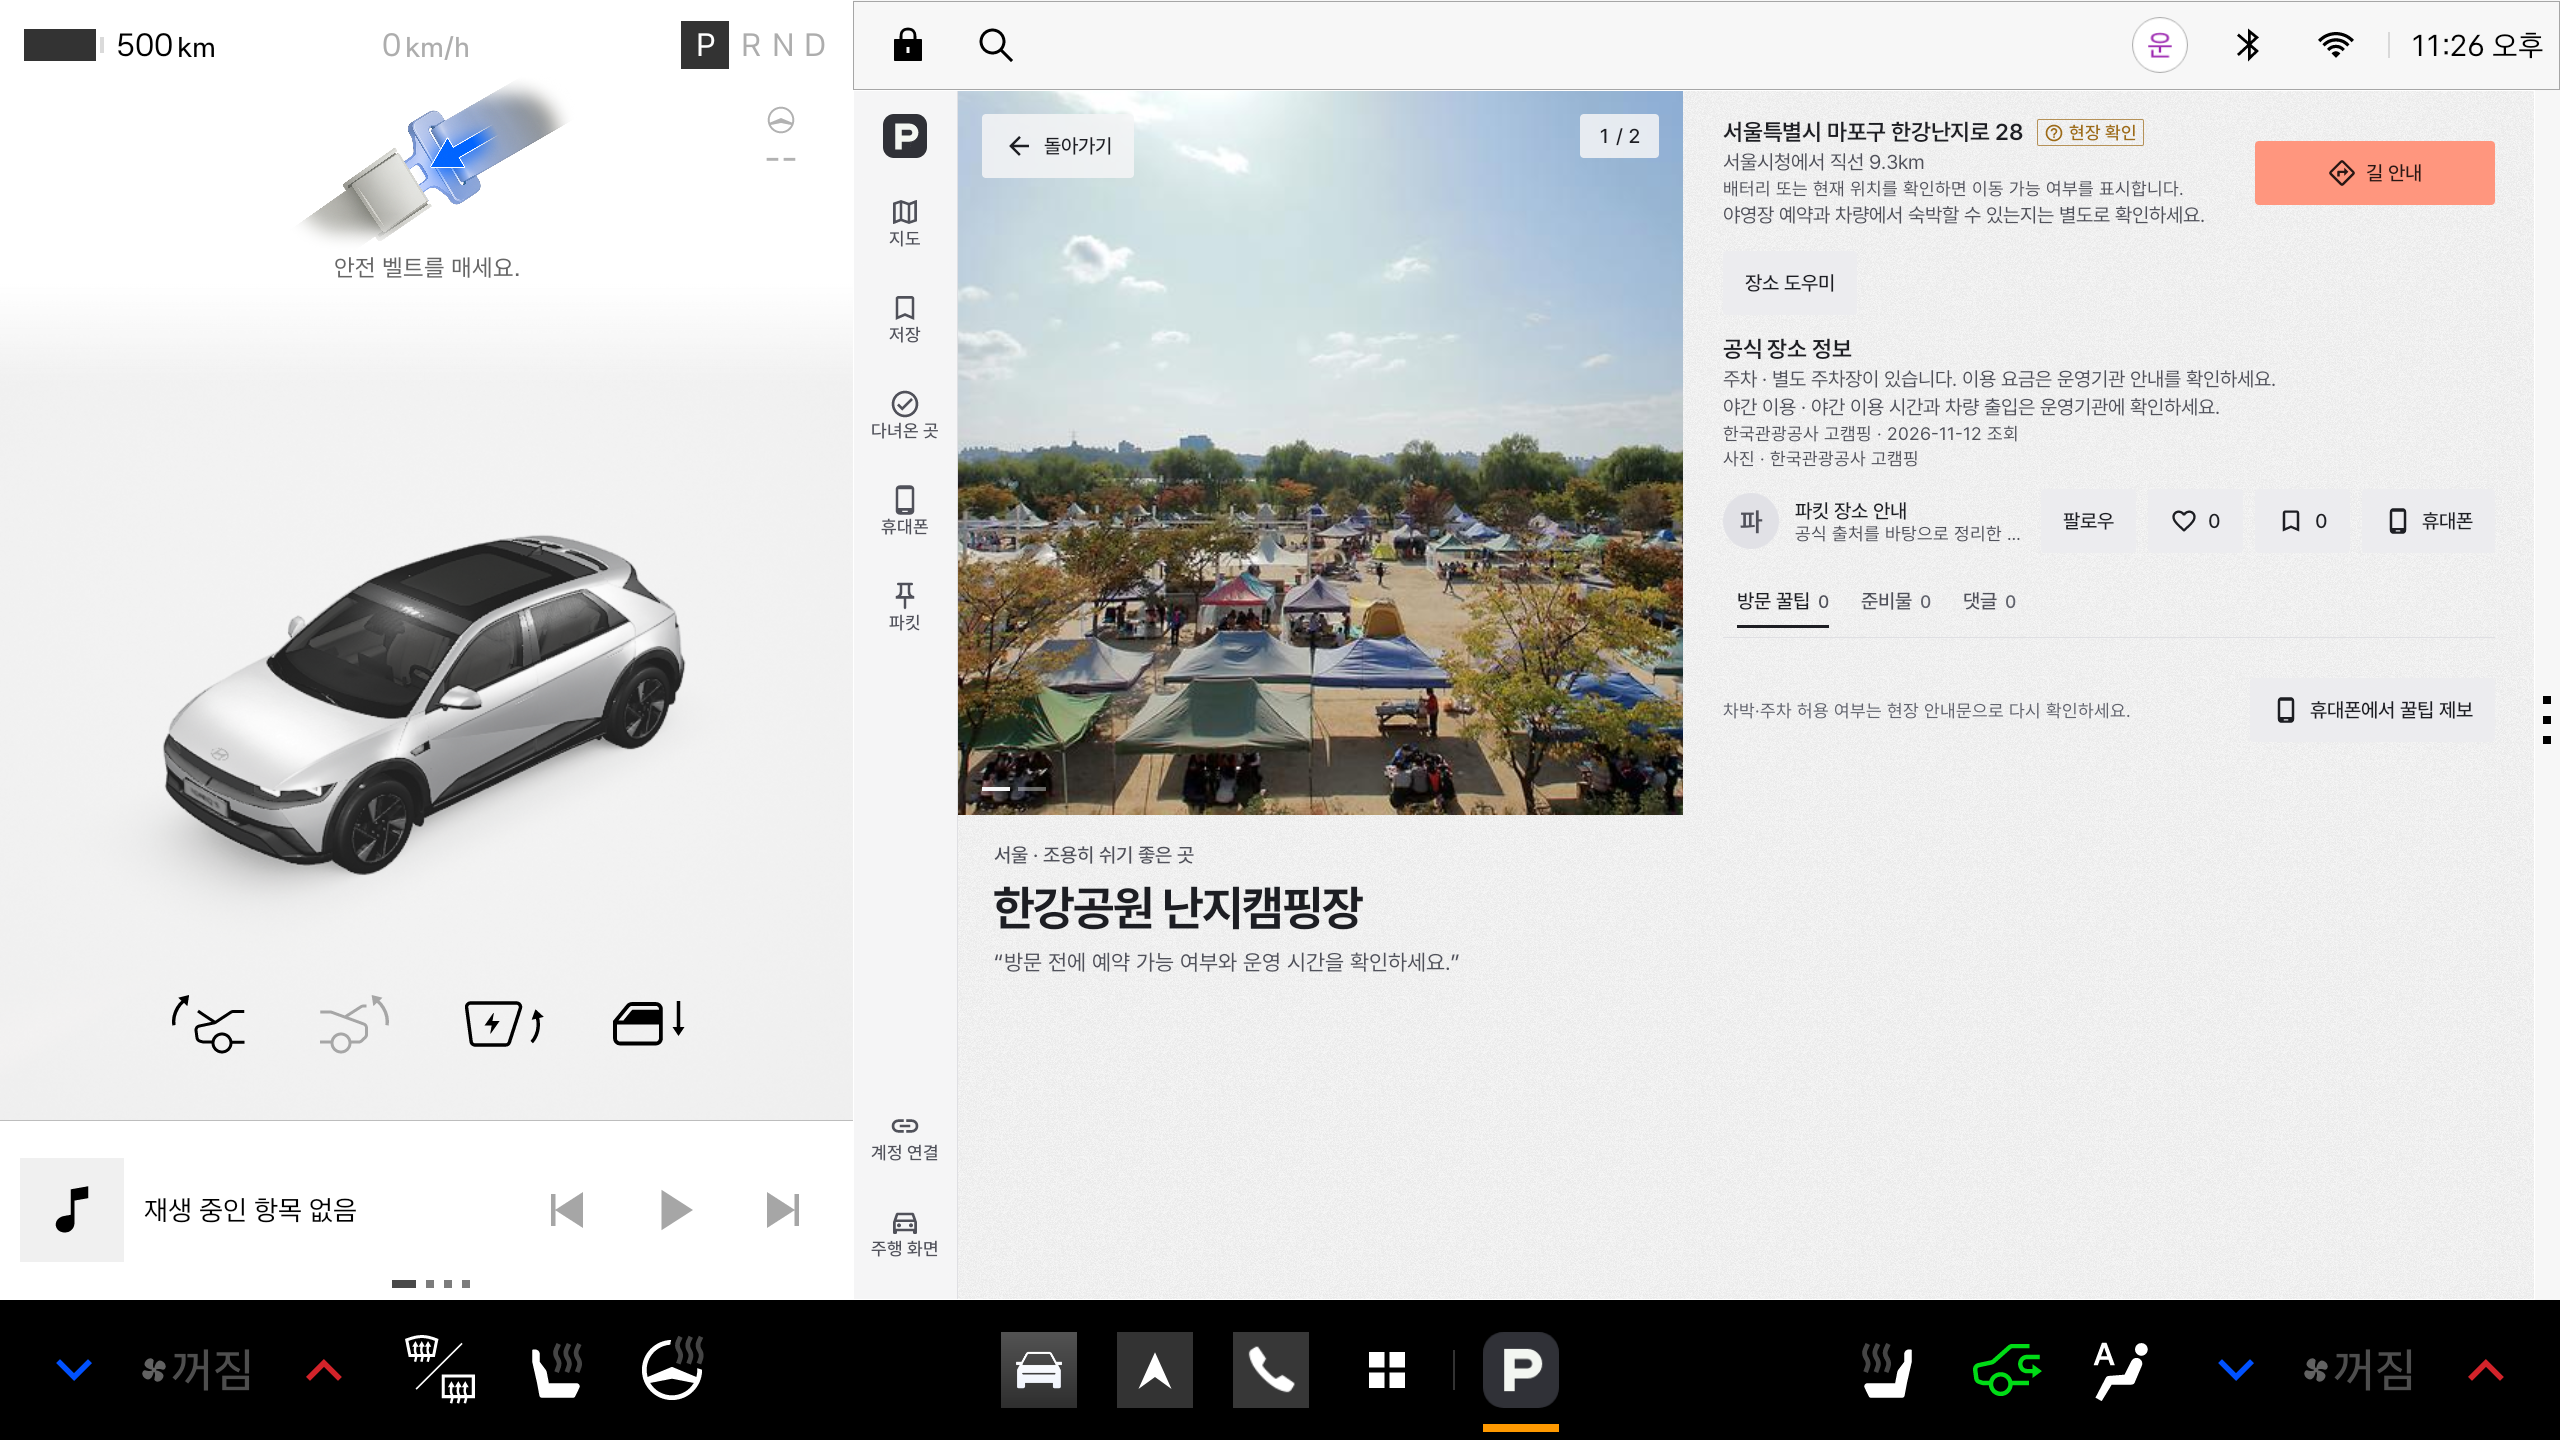 500 km
0 km/h
P R N D
안전 벨트를 매세요.
재생 중인 항목 없음
운
11:26 오후
P
지도
저장
다녀온 곳
휴대폰
파킷
계정 연결
주행 화면
돌아가기
1 / 2
서울 · 조용히 쉬기 좋은 곳
한강공원 난지캠핑장
“방문 전에 예약 가능 여부와 운영 시간을 확인하세요.”
서울특별시 마포구 한강난지로 28
현장 확인
서울시청에서 직선 9.3km
배터리 또는 현재 위치를 확인하면 이동 가능 여부를 표시합니다.
야영장 예약과 차량에서 숙박할 수 있는지는 별도로 확인하세요.
길 안내
장소 도우미
공식 장소 정보
주차 · 별도 주차장이 있습니다. 이용 요금은 운영기관 안내를 확인하세요.
야간 이용 · 야간 이용 시간과 차량 출입은 운영기관에 확인하세요.
한국관광공사 고캠핑 · 2026-11-12 조회
사진 · 한국관광공사 고캠핑
파
파킷 장소 안내
공식 출처를 바탕으로 정리한 ...
팔로우
0
0
휴대폰
방문 꿀팁 0 준비물 0 댓글 0
차박·주차 허용 여부는 현장 안내문으로 다시 확인하세요.
휴대폰에서 꿀팁 제보
꺼짐
P
A
꺼짐